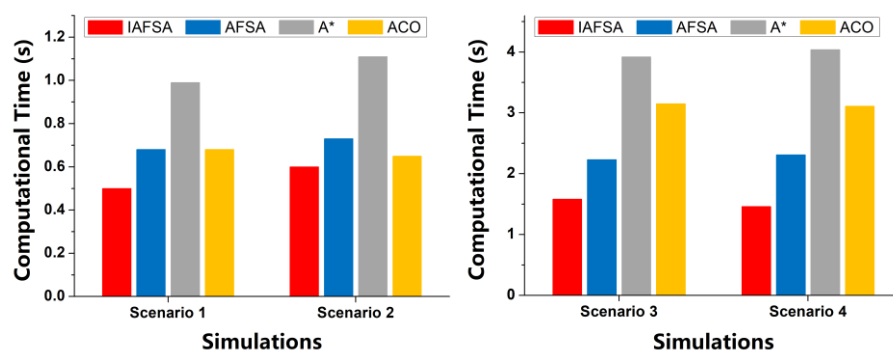 IAFSA AFSA A* ACO
Computational Time (s)
1.2
1.0
0.8
0.6
0.4
0.2
0.0
Scenario 1 Scenario 2
Simulations
IAFSA AFSA A* ACO
Computational Time (s)
4
3
2
1
0
Scenario 3 Scenario 4
Simulations